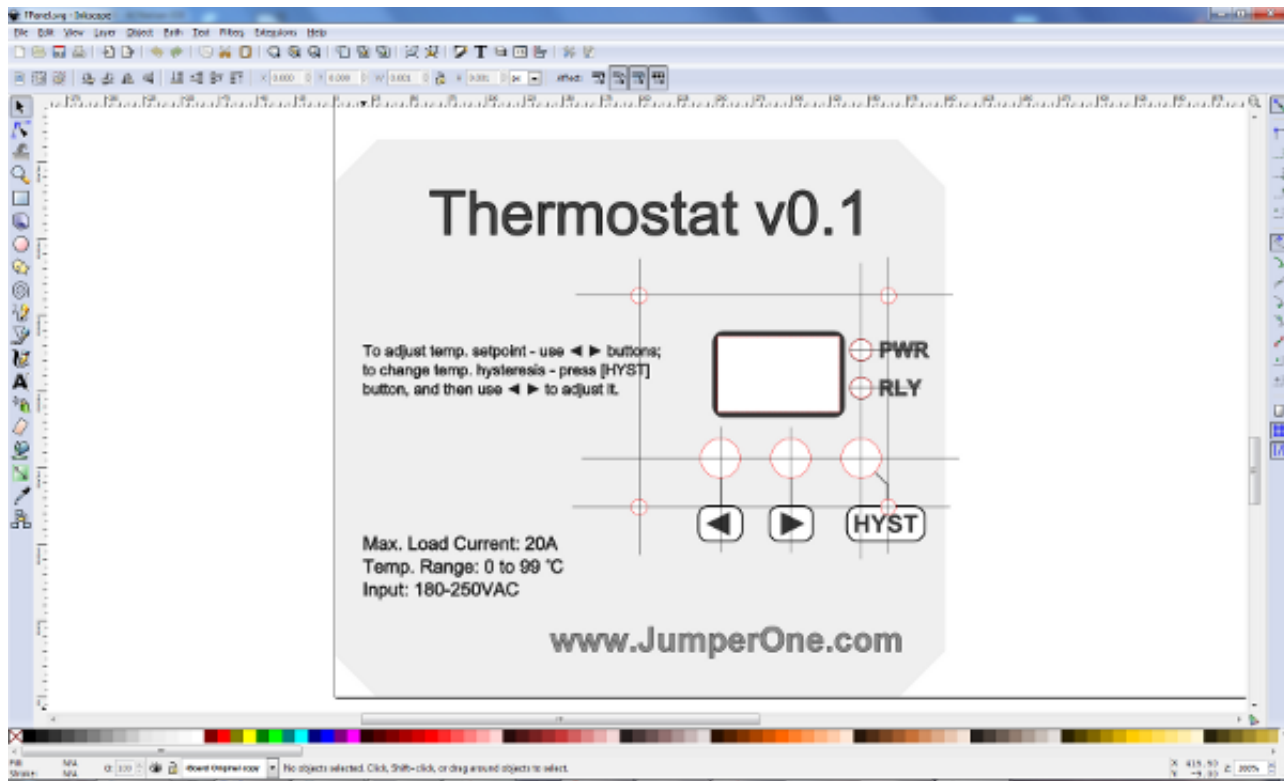 TPanel.svg - Inkscape
File Edit View Layer Object Path Text Filters Extensions Help
Thermostat v0.1
To adjust temp. setpoint - use ◄ ► buttons;
to change temp. hysteresis - press [HYST]
button, and then use ◄ ► to adjust it.
PWR
RLY
◄ ► HYST
Max. Load Current: 20A
Temp. Range: 0 to 99 °C
Input: 180-250VAC
www.JumperOne.com
No objects selected. Click, Shift+click, or drag around objects to select.